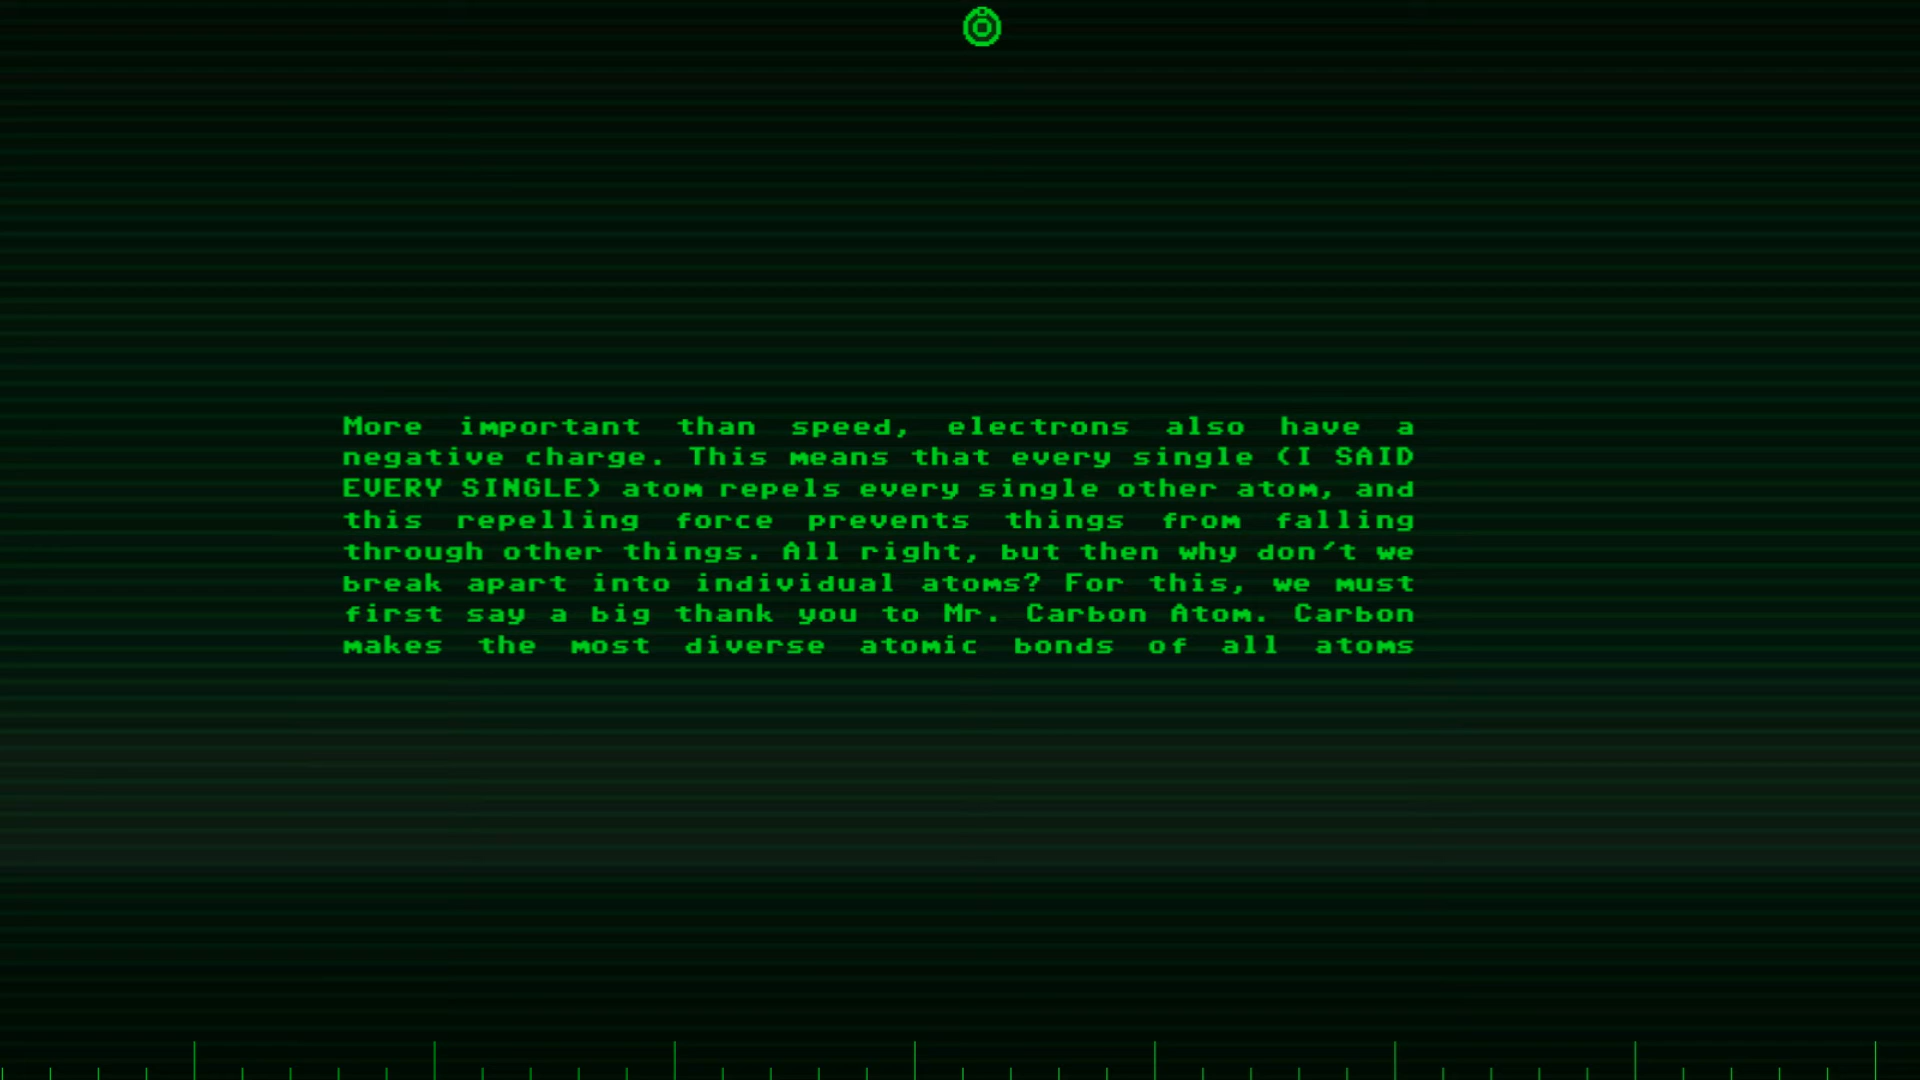 More important than speed, electrons also have a
negative charge. This means that every single (I SAID
EVERY SINGLE) atom repels every single other atom, and
this repelling force prevents things from falling
through other things. All right, but then why don't we
break apart into individual atoms? For this, we must
first say a big thank you to Mr. Carbon Atom. Carbon
makes the most diverse atomic bonds of all atoms